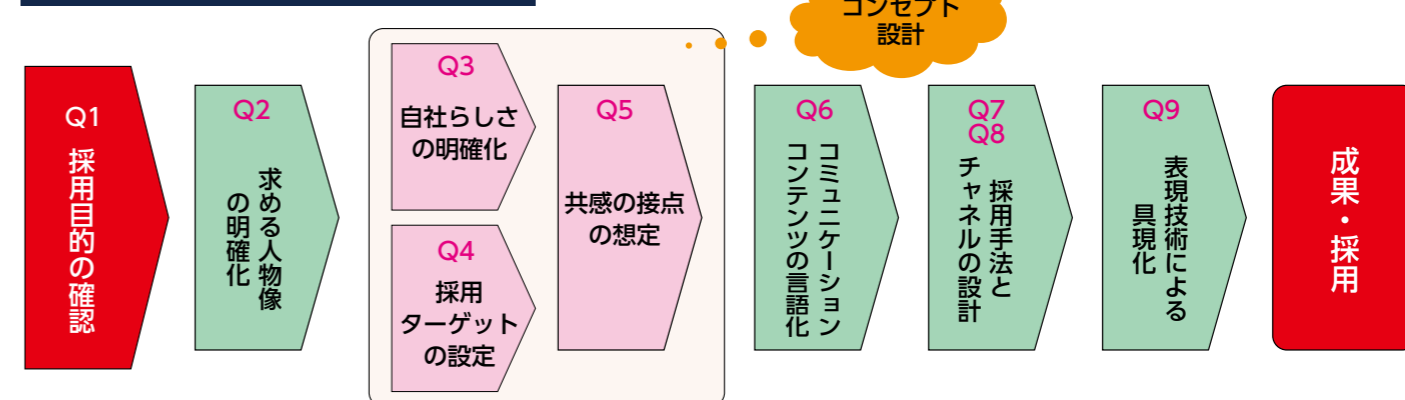 コンセプト
設計
Q1 採用目的の確認
Q2
求める人物像
の明確化
Q3
自社らしさ
の明確化
Q4
採用
ターゲット
の設定
Q5
共感の接点
の想定
Q6
コミュニケーション
コンテンツの言語化
Q7
Q8
採用手法と
チャネルの設計
Q9
表現技術による
具現化
成果・採用